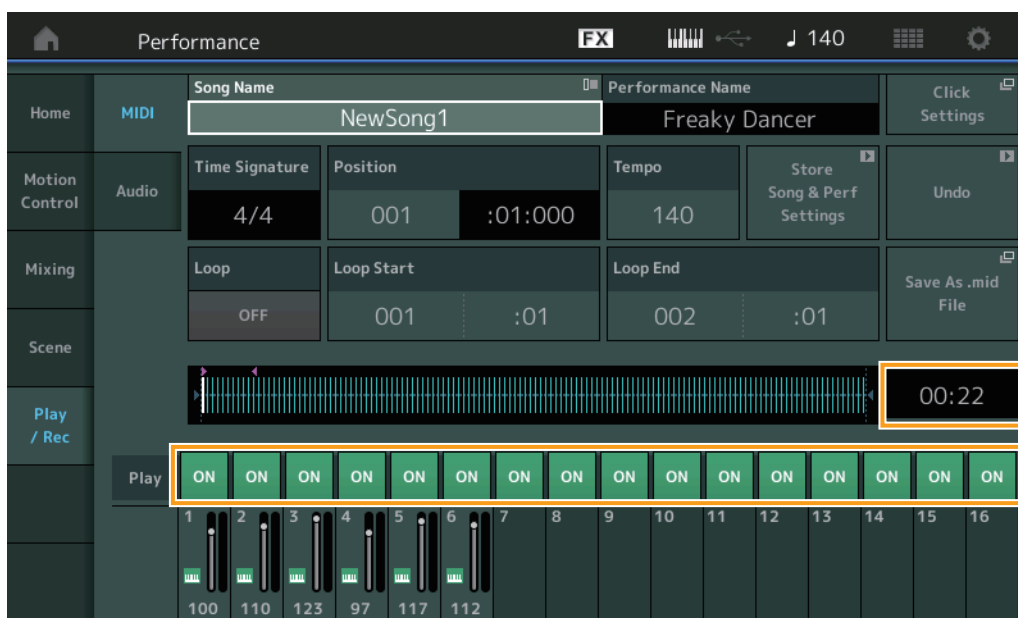 Performance FX 140
Song Name Performance Name Click Settings
Home MIDI NewSong1 Freaky Dancer
Motion Control Audio
Time Signature Position Tempo Store Song & Perf Settings Undo
4/4 001 :01:000 140
Mixing Loop Loop Start Loop End Save As .mid File
OFF 001 :01 002 :01
Scene
Play / Rec 00:22
Play ON ON ON ON ON ON ON ON ON ON ON ON ON ON ON ON
1 2 3 4 5 6 7 8 9 10 11 12 13 14 15 16
100 110 123 97 117 112